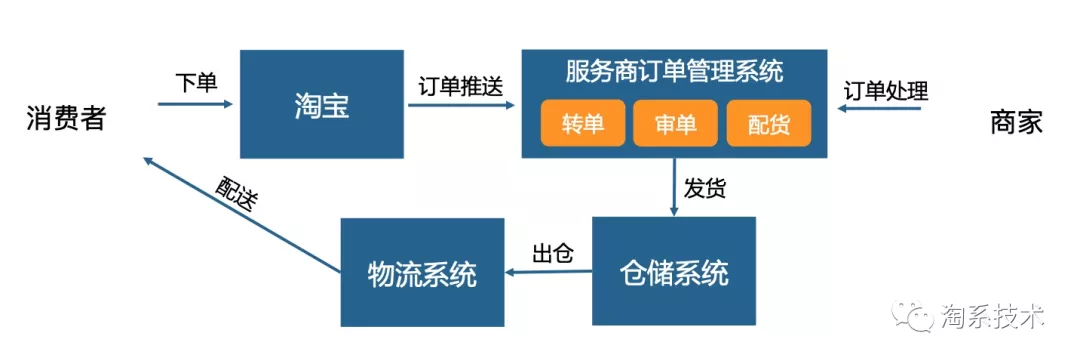 服务商订单管理系统
下单
订单推送
订单处理
淘宝
消费者
转单
审单
配货
商家
配送
发货
出仓
物流系统
仓储系统
淘系技术